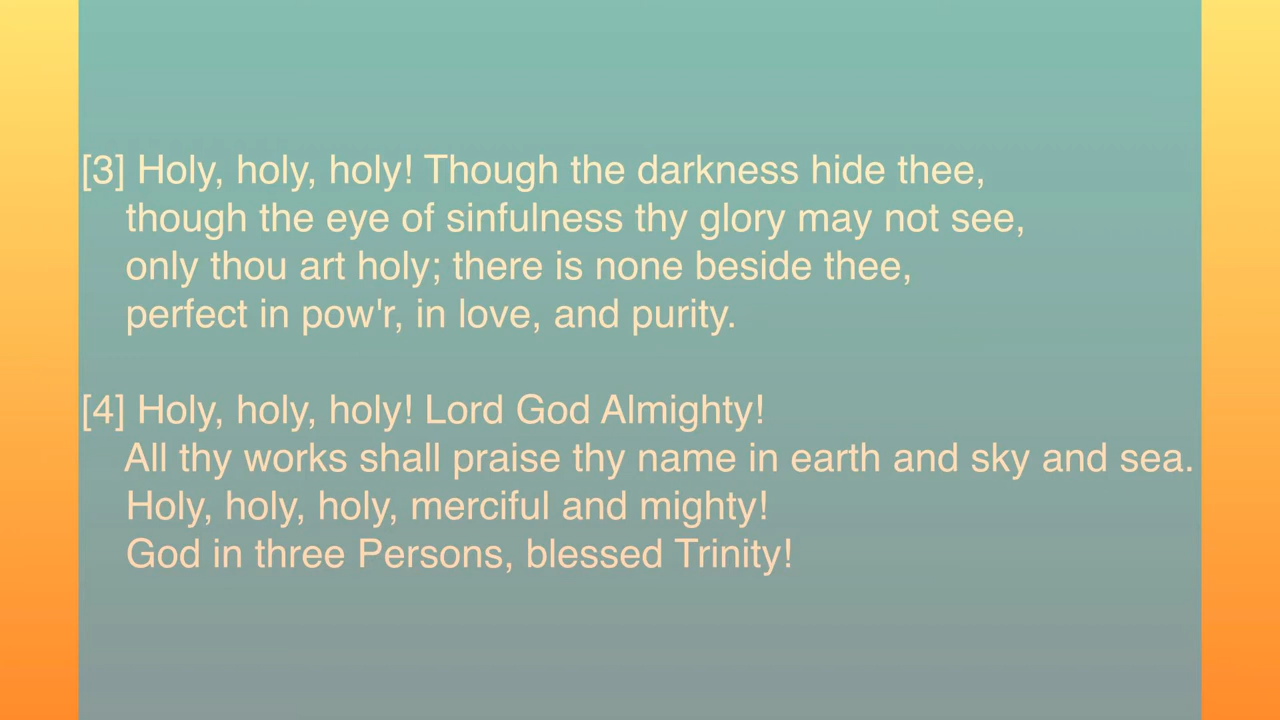 [3] Holy, holy, holy! Though the darkness hide thee,
though the eye of sinfulness thy glory may not see,
only thou art holy; there is none beside thee,
perfect in pow'r, in love, and purity.
[4] Holy, holy, holy! Lord God Almighty!
All thy works shall praise thy name in earth and sky and sea.
Holy, holy, holy, merciful and mighty!
God in three Persons, blessed Trinity!